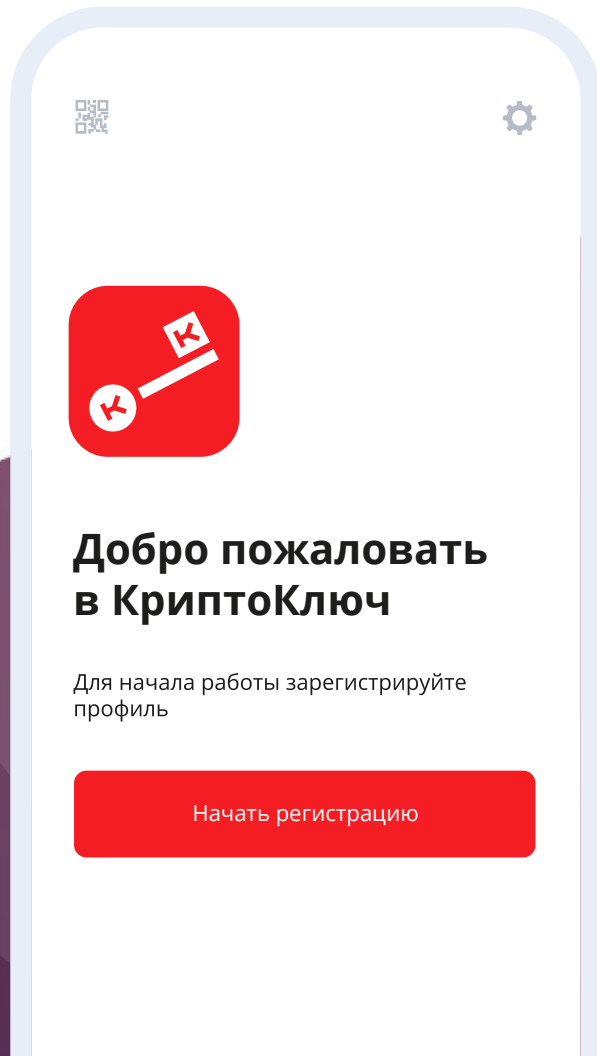 К
К
Добро пожаловать
в КриптоКлюч
Для начала работы зарегистрируйте
профиль
Начать регистрацию